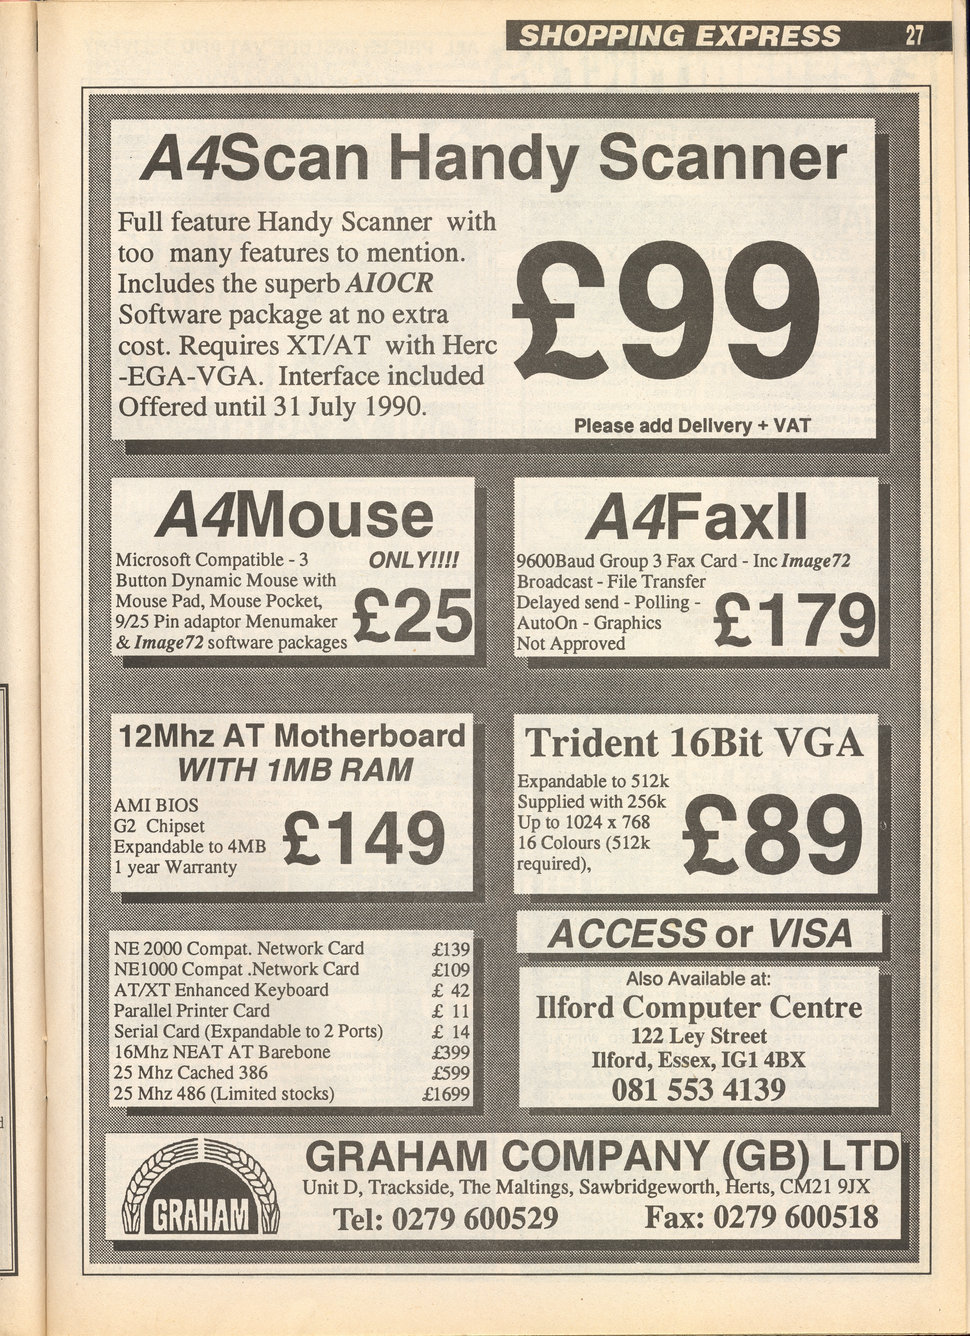 SHOPPING EXPRESS 27
A4Scan Handy Scanner
Full feature Handy Scanner with
too many features to mention.
Includes the superb AIOCR
Software package at no extra
cost. Requires XT/AT with Herc
-EGA-VGA. Interface included
Offered until 31 July 1990.
£99
Please add Delivery + VAT
A4Mouse
Microsoft Compatible - 3
Button Dynamic Mouse with
Mouse Pad, Mouse Pocket,
9/25 Pin adaptor Menumaker
& Image72 software packages
ONLY!!!!
£25
A4FaxII
9600Baud Group 3 Fax Card - Inc Image72
Broadcast - File Transfer
Delayed send - Polling -
AutoOn - Graphics
Not Approved
£179
12Mhz AT Motherboard
WITH 1MB RAM
AMI BIOS
G2 Chipset
Expandable to 4MB
1 year Warranty
£149
Trident 16Bit VGA
Expandable to 512k
Supplied with 256k
Up to 1024 x 768
16 Colours (512k
required),
£89
NE 2000 Compat. Network Card £139
NE1000 Compat .Network Card £109
AT/XT Enhanced Keyboard £ 42
Parallel Printer Card £ 11
Serial Card (Expandable to 2 Ports) £ 14
16Mhz NEAT AT Barebone £399
25 Mhz Cached 386 £599
25 Mhz 486 (Limited stocks) £1699
ACCESS or VISA
Also Available at:
Ilford Computer Centre
122 Ley Street
Ilford, Essex, IG1 4BX
081 553 4139
GRAHAM
GRAHAM COMPANY (GB) LTD
Unit D, Trackside, The Maltings, Sawbridgeworth, Herts, CM21 9JX
Tel: 0279 600529 Fax: 0279 600518